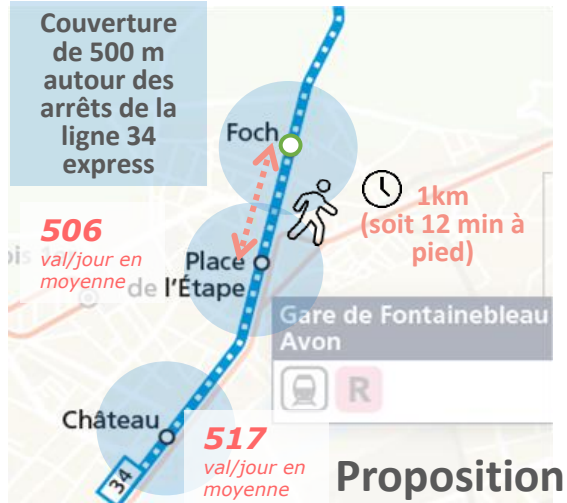 Couverture
de 500 m
autour des
arrêts de la
ligne 34
express
Foch
1km
(soit 12 min à
pied)
506
val/jour en
moyenne
Place
de l'Étape
Gare de Fontainebleau
Avon
R
Château
517
val/jour en
moyenne
34
Proposition